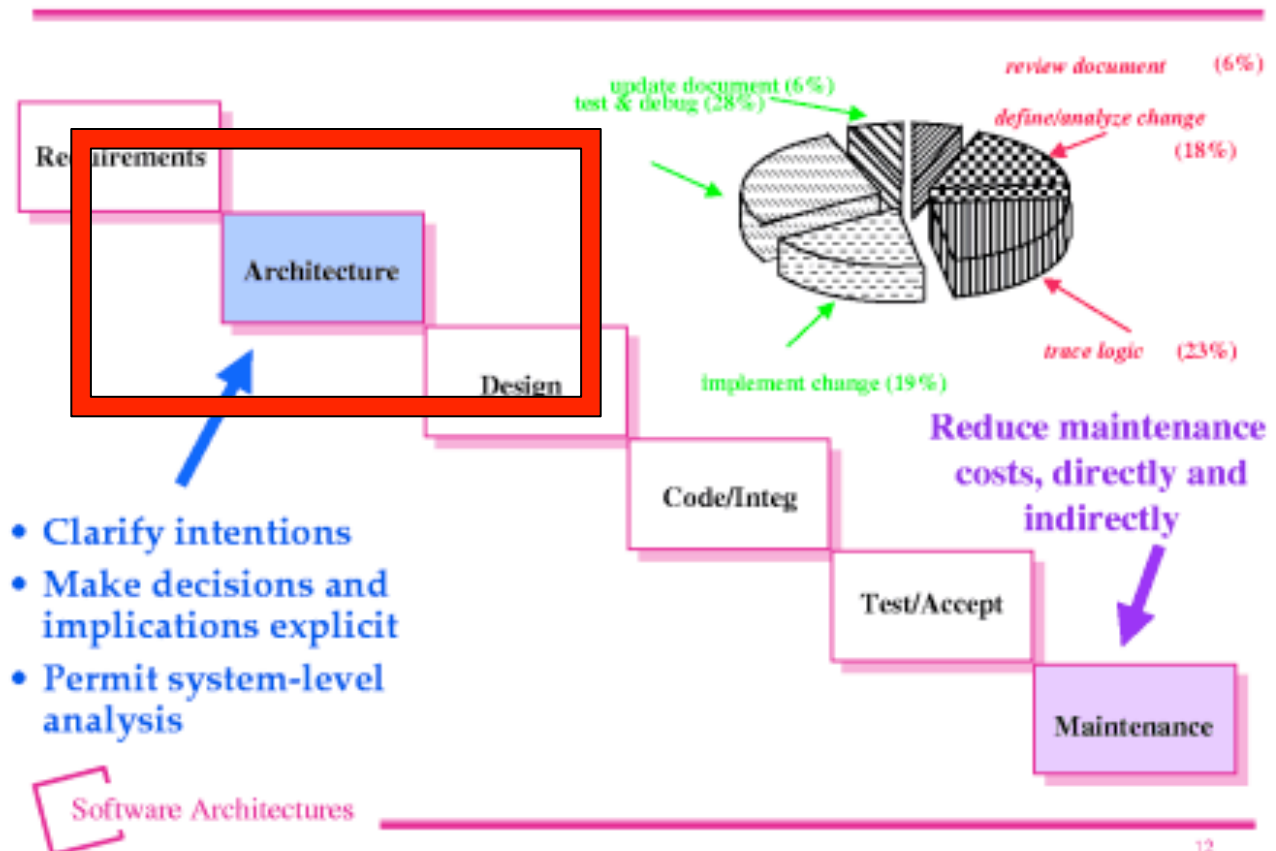 review document (6%)
update document (6%)
test & debug (28%)
define/analyze change
(18%)
Requirements
Architecture
trace logic (23%)
Design
implement change (19%)
Reduce maintenance
costs, directly and
indirectly
Code/Integ
• Clarify intentions
• Make decisions and
implications explicit
• Permit system-level
analysis
Test/Accept
Maintenance
Software Architectures
12